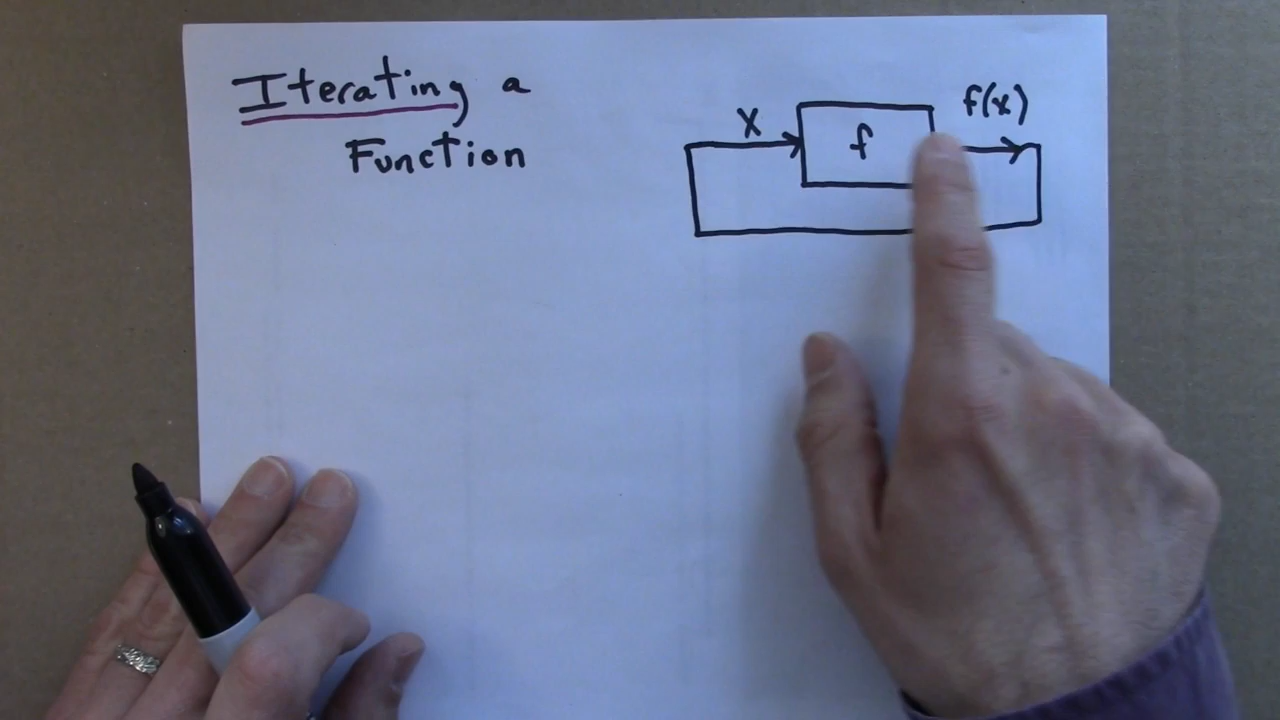 Iterating a
Function
x
f
f(x)